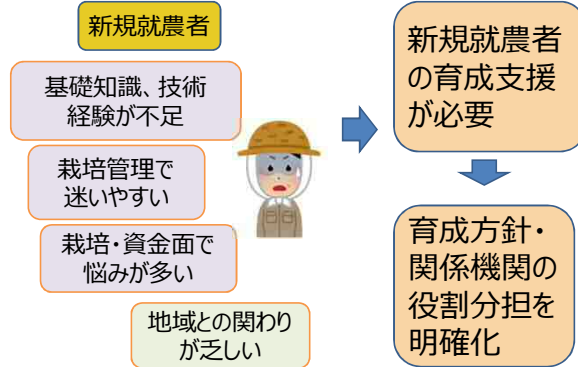 新規就農者
基礎知識、技術
経験が不足
栽培管理で
迷いやすい
栽培・資金面で
悩みが多い
地域との関わり
が乏しい
新規就農者
の育成支援
が必要
育成方針・
関係機関の
役割分担を
明確化